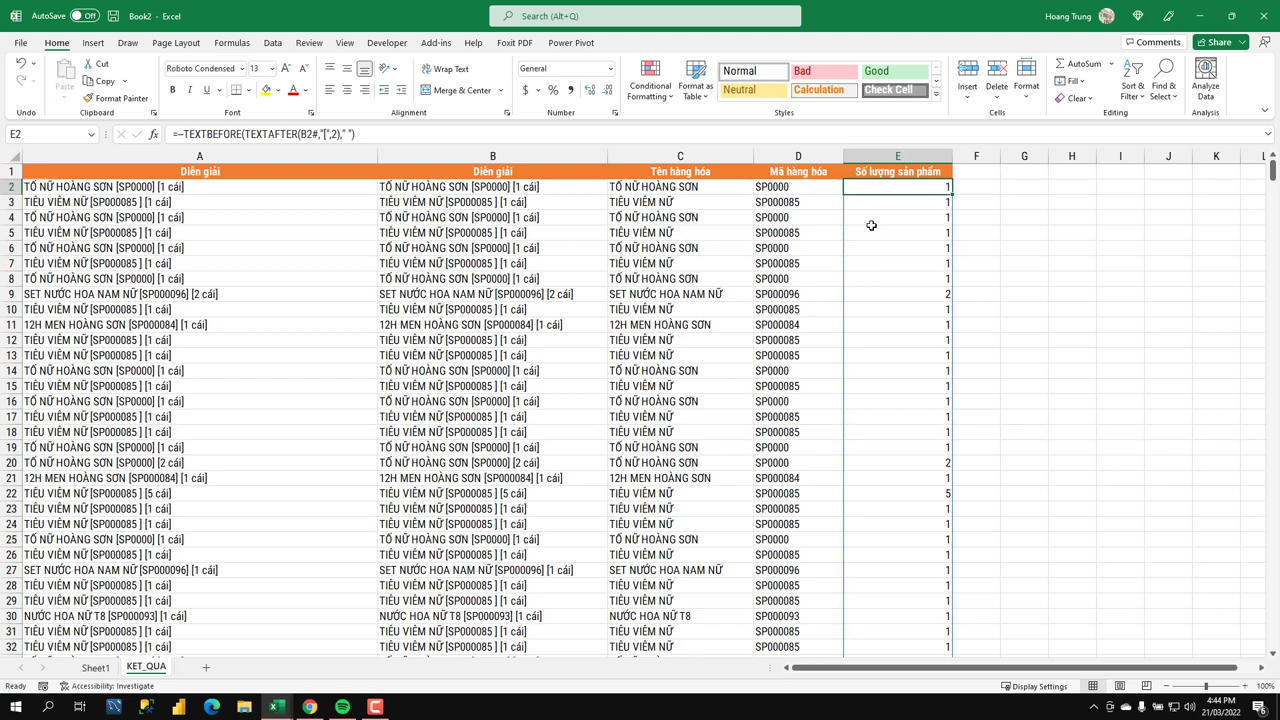 AutoSave Off Book2 - Excel Search (Alt+Q) Hoang Trung
File Home Insert Draw Page Layout Formulas Data Review View Developer Add-ins Help Foxit PDF Power Pivot Comments Share
Cut Roboto Condensed 13 A A Wrap Text General Normal Bad Good AutoSum
Paste Copy Conditional Formatting Format as Table Insert Delete Format Fill Sort & Filter Find & Select Analyze Data
Format Painter B I U Merge & Center $ % Neutral Calculation Check Cell Clear
Undo Clipboard Font Alignment Number Styles Cells Editing Analysis
E2 fx =--TEXTBEFORE(TEXTAFTER(B2#,"[",2)," ")
A B C D E F G H I J K L
1 Diễn giải Diễn giải Tên hàng hóa Mã hàng hóa Số lượng sản phẩm
2 TỐ NỮ HOÀNG SƠN [SP0000] [1 cái] TỐ NỮ HOÀNG SƠN [SP0000] [1 cái] TỐ NỮ HOÀNG SƠN SP0000 1
3 TIÊU VIÊM NỮ [SP000085 ] [1 cái] TIÊU VIÊM NỮ [SP000085 ] [1 cái] TIÊU VIÊM NỮ SP000085 1
4 TỐ NỮ HOÀNG SƠN [SP0000] [1 cái] TỐ NỮ HOÀNG SƠN [SP0000] [1 cái] TỐ NỮ HOÀNG SƠN SP0000 1
5 TIÊU VIÊM NỮ [SP000085 ] [1 cái] TIÊU VIÊM NỮ [SP000085 ] [1 cái] TIÊU VIÊM NỮ SP000085 1
6 TỐ NỮ HOÀNG SƠN [SP0000] [1 cái] TỐ NỮ HOÀNG SƠN [SP0000] [1 cái] TỐ NỮ HOÀNG SƠN SP0000 1
7 TIÊU VIÊM NỮ [SP000085 ] [1 cái] TIÊU VIÊM NỮ [SP000085 ] [1 cái] TIÊU VIÊM NỮ SP000085 1
8 TỐ NỮ HOÀNG SƠN [SP0000] [1 cái] TỐ NỮ HOÀNG SƠN [SP0000] [1 cái] TỐ NỮ HOÀNG SƠN SP0000 1
9 SET NƯỚC HOA NAM NỮ [SP000096] [2 cái] SET NƯỚC HOA NAM NỮ [SP000096] [2 cái] SET NƯỚC HOA NAM NỮ SP000096 2
10 TIÊU VIÊM NỮ [SP000085 ] [1 cái] TIÊU VIÊM NỮ [SP000085 ] [1 cái] TIÊU VIÊM NỮ SP000085 1
11 12H MEN HOÀNG SƠN [SP000084] [1 cái] 12H MEN HOÀNG SƠN [SP000084] [1 cái] 12H MEN HOÀNG SƠN SP000084 1
12 TIÊU VIÊM NỮ [SP000085 ] [1 cái] TIÊU VIÊM NỮ [SP000085 ] [1 cái] TIÊU VIÊM NỮ SP000085 1
13 TIÊU VIÊM NỮ [SP000085 ] [1 cái] TIÊU VIÊM NỮ [SP000085 ] [1 cái] TIÊU VIÊM NỮ SP000085 1
14 TỐ NỮ HOÀNG SƠN [SP0000] [1 cái] TỐ NỮ HOÀNG SƠN [SP0000] [1 cái] TỐ NỮ HOÀNG SƠN SP0000 1
15 TIÊU VIÊM NỮ [SP000085 ] [1 cái] TIÊU VIÊM NỮ [SP000085 ] [1 cái] TIÊU VIÊM NỮ SP000085 1
16 TỐ NỮ HOÀNG SƠN [SP0000] [1 cái] TỐ NỮ HOÀNG SƠN [SP0000] [1 cái] TỐ NỮ HOÀNG SƠN SP0000 1
17 TIÊU VIÊM NỮ [SP000085 ] [1 cái] TIÊU VIÊM NỮ [SP000085 ] [1 cái] TIÊU VIÊM NỮ SP000085 1
18 TIÊU VIÊM NỮ [SP000085 ] [1 cái] TIÊU VIÊM NỮ [SP000085 ] [1 cái] TIÊU VIÊM NỮ SP000085 1
19 TỐ NỮ HOÀNG SƠN [SP0000] [1 cái] TỐ NỮ HOÀNG SƠN [SP0000] [1 cái] TỐ NỮ HOÀNG SƠN SP0000 1
20 TỐ NỮ HOÀNG SƠN [SP0000] [2 cái] TỐ NỮ HOÀNG SƠN [SP0000] [2 cái] TỐ NỮ HOÀNG SƠN SP0000 2
21 12H MEN HOÀNG SƠN [SP000084] [1 cái] 12H MEN HOÀNG SƠN [SP000084] [1 cái] 12H MEN HOÀNG SƠN SP000084 1
22 TIÊU VIÊM NỮ [SP000085 ] [5 cái] TIÊU VIÊM NỮ [SP000085 ] [5 cái] TIÊU VIÊM NỮ SP000085 5
23 TIÊU VIÊM NỮ [SP000085 ] [1 cái] TIÊU VIÊM NỮ [SP000085 ] [1 cái] TIÊU VIÊM NỮ SP000085 1
24 TIÊU VIÊM NỮ [SP000085 ] [1 cái] TIÊU VIÊM NỮ [SP000085 ] [1 cái] TIÊU VIÊM NỮ SP000085 1
25 TỐ NỮ HOÀNG SƠN [SP0000] [1 cái] TỐ NỮ HOÀNG SƠN [SP0000] [1 cái] TỐ NỮ HOÀNG SƠN SP0000 1
26 TIÊU VIÊM NỮ [SP000085 ] [1 cái] TIÊU VIÊM NỮ [SP000085 ] [1 cái] TIÊU VIÊM NỮ SP000085 1
27 SET NƯỚC HOA NAM NỮ [SP000096] [1 cái] SET NƯỚC HOA NAM NỮ [SP000096] [1 cái] SET NƯỚC HOA NAM NỮ SP000096 1
28 TIÊU VIÊM NỮ [SP000085 ] [1 cái] TIÊU VIÊM NỮ [SP000085 ] [1 cái] TIÊU VIÊM NỮ SP000085 1
29 TIÊU VIÊM NỮ [SP000085 ] [1 cái] TIÊU VIÊM NỮ [SP000085 ] [1 cái] TIÊU VIÊM NỮ SP000085 1
30 NƯỚC HOA NỮ T8 [SP000093] [1 cái] NƯỚC HOA NỮ T8 [SP000093] [1 cái] NƯỚC HOA NỮ T8 SP000093 1
31 TIÊU VIÊM NỮ [SP000085 ] [1 cái] TIÊU VIÊM NỮ [SP000085 ] [1 cái] TIÊU VIÊM NỮ SP000085 1
32 TIÊU VIÊM NỮ [SP000085 ] [1 cái] TIÊU VIÊM NỮ [SP000085 ] [1 cái] TIÊU VIÊM NỮ SP000085 1
Sheet1 KET_QUA
Ready Accessibility: Investigate Display Settings 100%
4:44 PM
21/03/2022